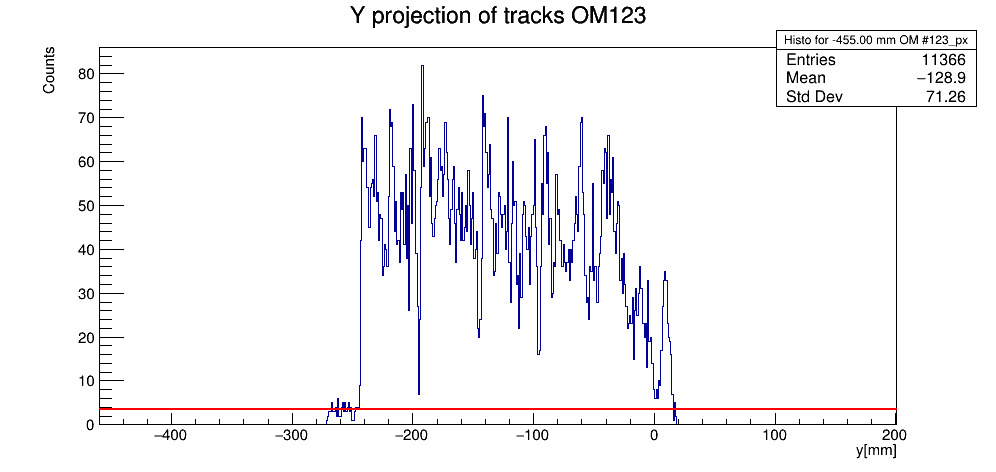 Y projection of tracks OM123
Histo for -455.00 mm OM #123_px
Entries 11366
Mean −128.9
Std Dev 71.26
Counts
80
70
60
50
40
30
20
10
0
−400 −300 −200 −100 0 100 200
y[mm]